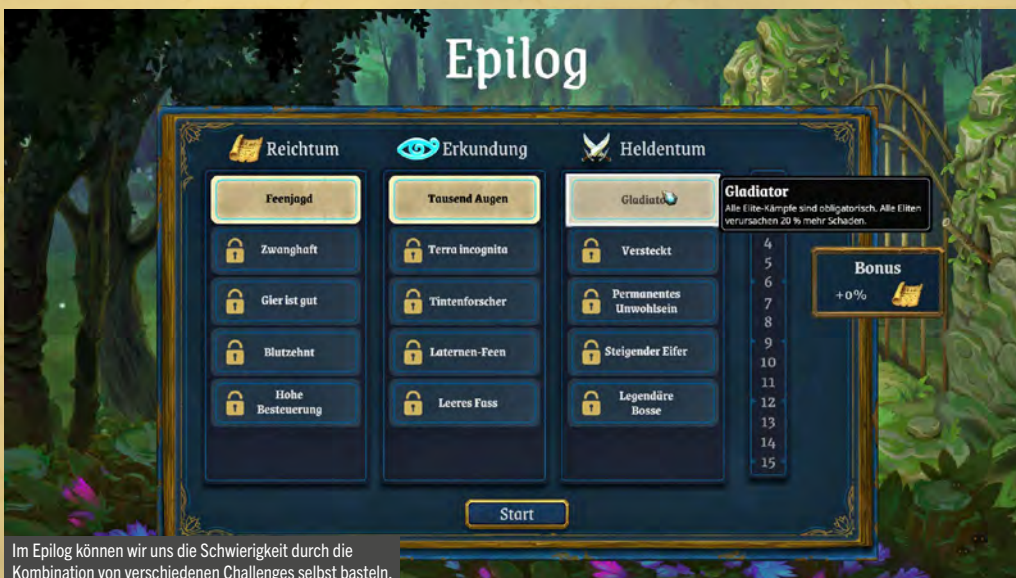 Epilog
Reichtum
Erkundung
Heldentum
Feenjagd
Tausend Augen
Gladiator
Zwanghaft
Terra incognita
Versteckt
Gier ist gut
Tintenforscher
Permanentes
Unwohlsein
Blutzehnt
Laternen-Feen
Steigender Eifer
Hohe
Besteuerung
Leeres Fass
Legendäre
Bosse
Gladiator
Alle Elite-Kämpfe sind obligatorisch. Alle Eliten
verursachen 20 % mehr Schaden.
4
5
6
7
8
9
10
11
12
13
14
15
Bonus
+0%
Start
Im Epilog können wir uns die Schwierigkeit durch die
Kombination von verschiedenen Challenges selbst basteln.